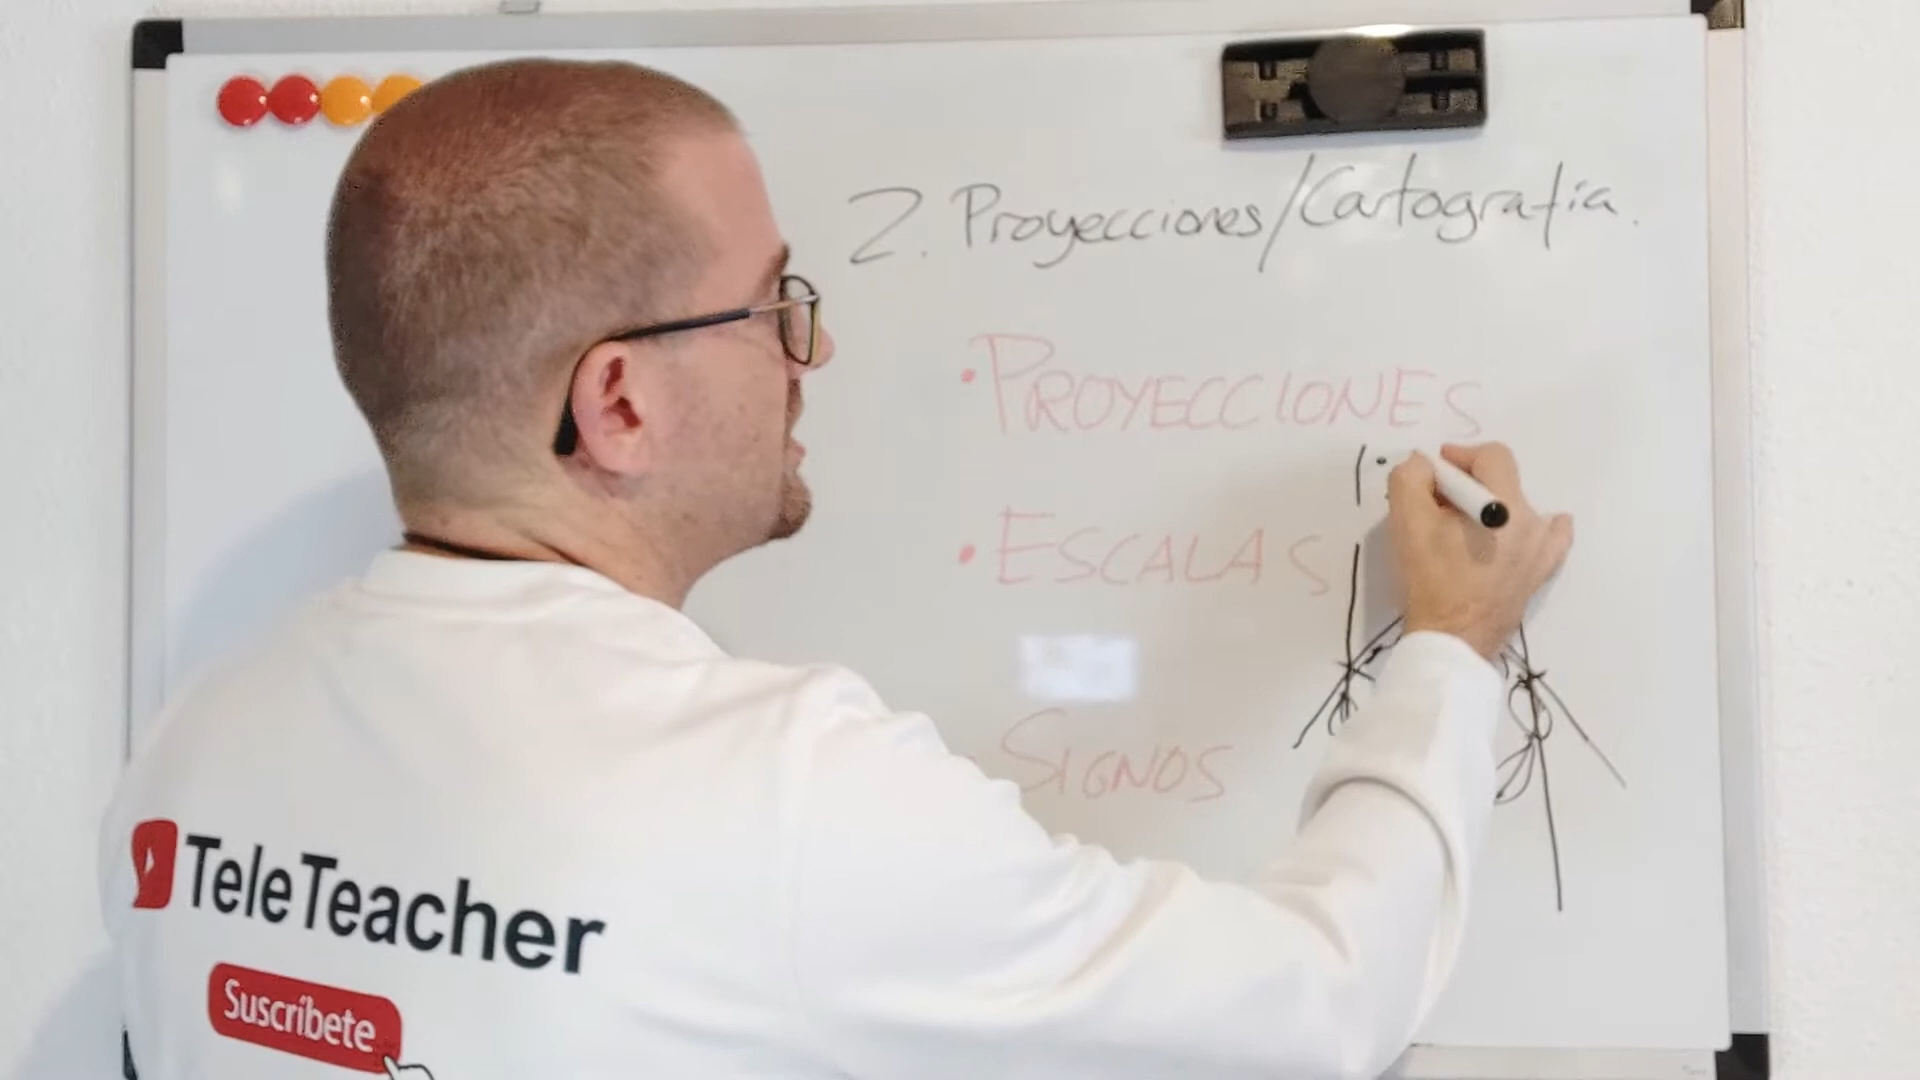 2. Proyecciones/Cartografía.
• PROYECCIONES
• ESCALAS
SIGNOS
TeleTeacher
Suscríbete